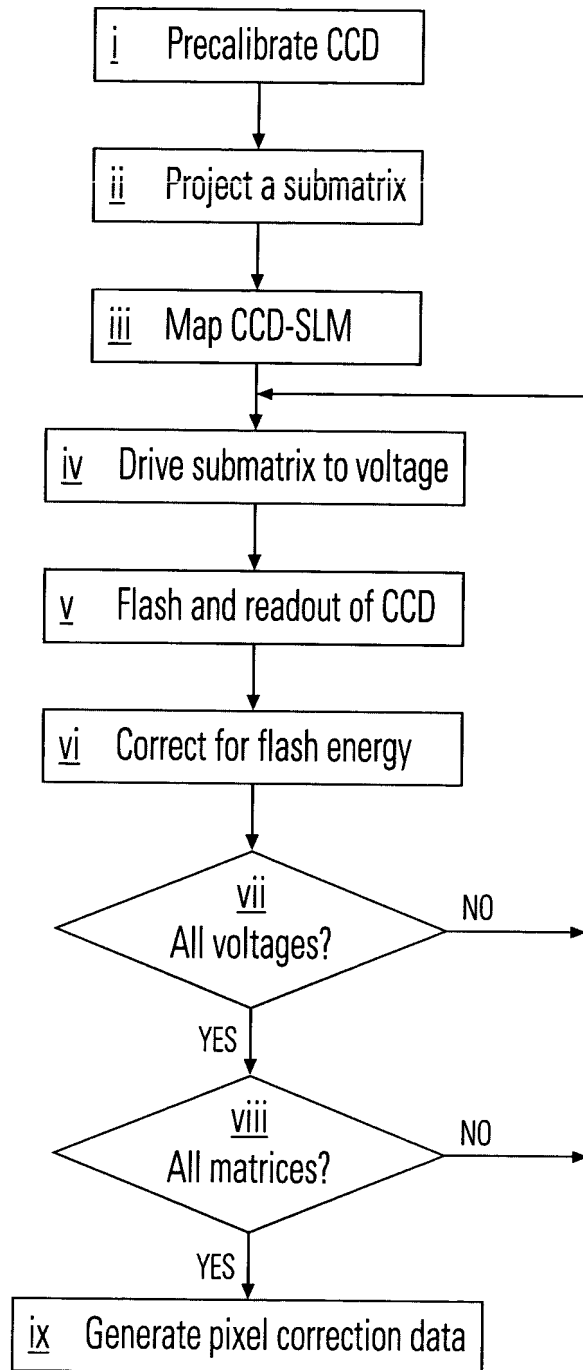 i Precalibrate CCD
ii Project a submatrix
iii Map CCD-SLM
iv Drive submatrix to voltage
v Flash and readout of CCD
vi Correct for flash energy
vii
All voltages?
NO
YES
viii
All matrices?
NO
YES
ix Generate pixel correction data